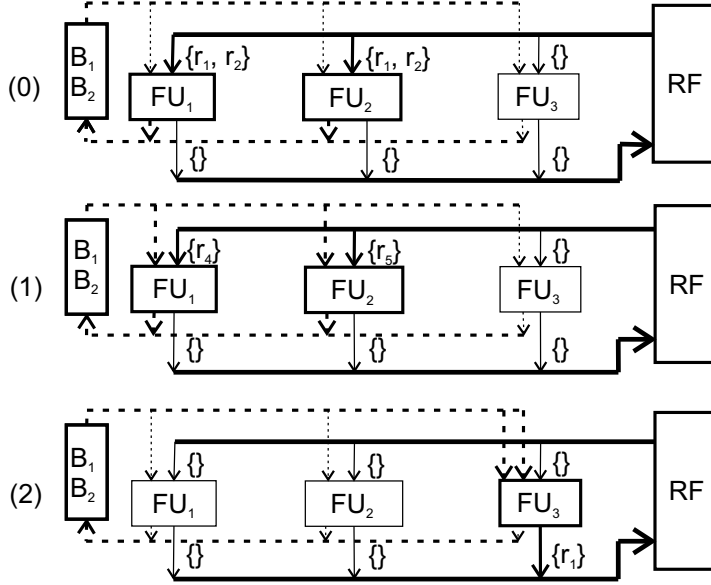 B₁
B₂
{r₁, r₂} {r₁, r₂} {}
(0) FU₁ FU₂ FU₃ RF
{} {} {}
B₁
B₂
{r₄} {r₅} {}
(1) FU₁ FU₂ FU₃ RF
{} {} {}
B₁
B₂
{} {} {}
(2) FU₁ FU₂ FU₃ RF
{} {} {r₁}